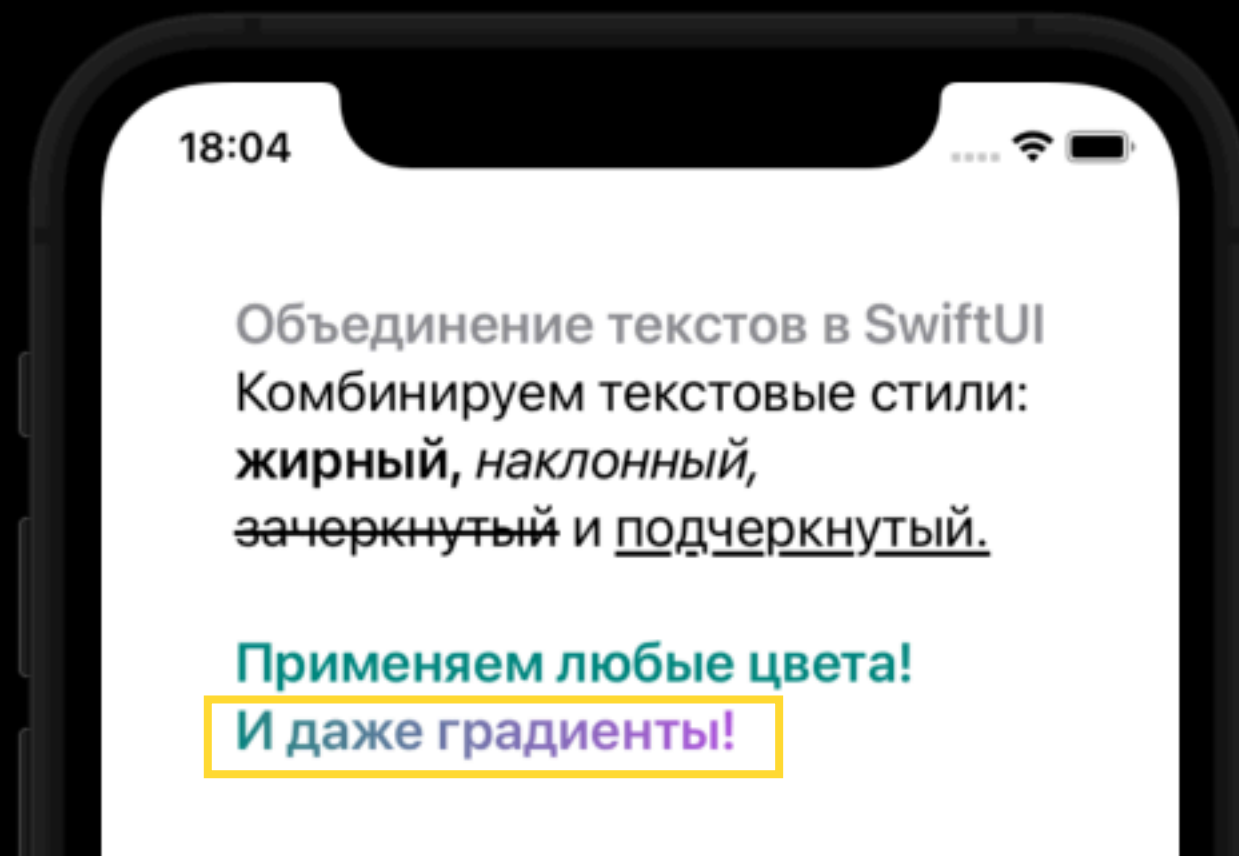 18:04
Объединение текстов в SwiftUI
Комбинируем текстовые стили:
жирный, наклонный,
зачеркнутый и подчеркнутый.
Применяем любые цвета!
И даже градиенты!